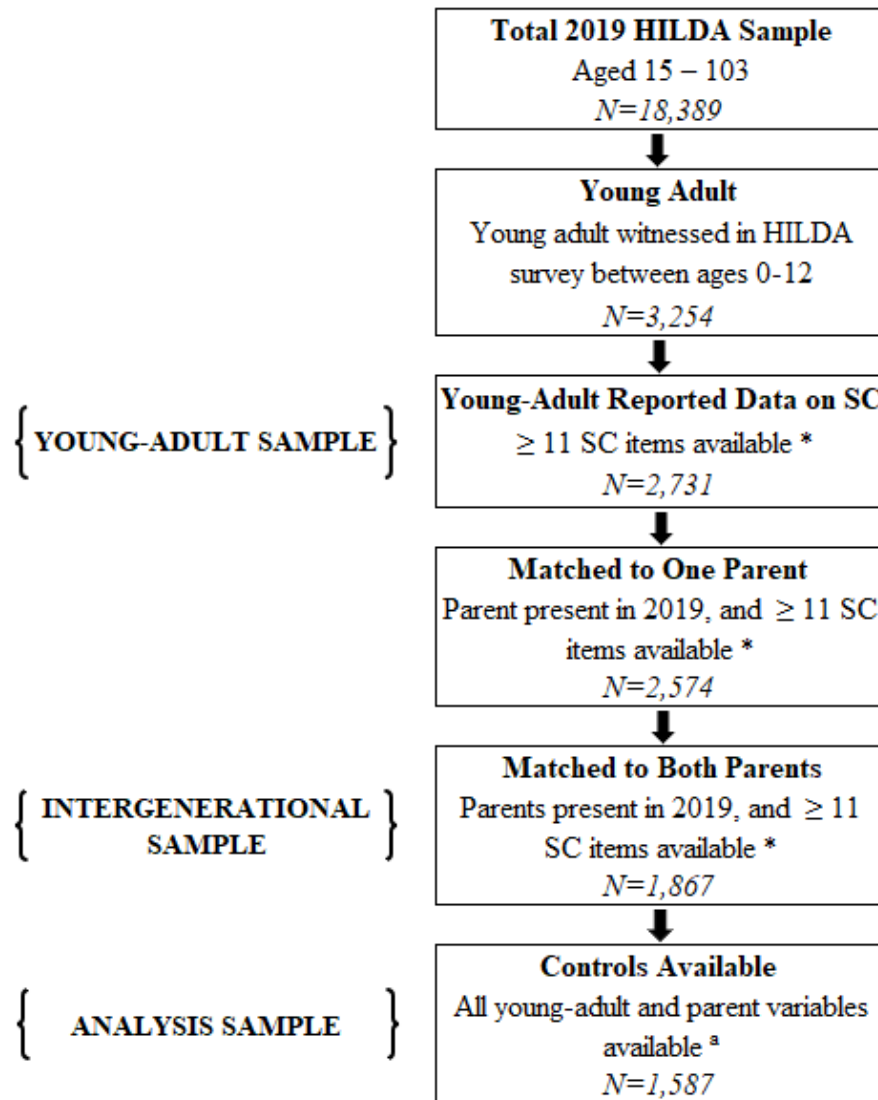 Total 2019 HILDA Sample
Aged 15 – 103
N=18,389
Young Adult
Young adult witnessed in HILDA
survey between ages 0-12
N=3,254
YOUNG-ADULT SAMPLE
Young-Adult Reported Data on SC
≥ 11 SC items available *
N=2,731
Matched to One Parent
Parent present in 2019, and ≥ 11 SC
items available *
N=2,574
INTERGENERATIONAL
SAMPLE
Matched to Both Parents
Parents present in 2019, and ≥ 11
SC items available *
N=1,867
ANALYSIS SAMPLE
Controls Available
All young-adult and parent variables
available ª
N=1,587